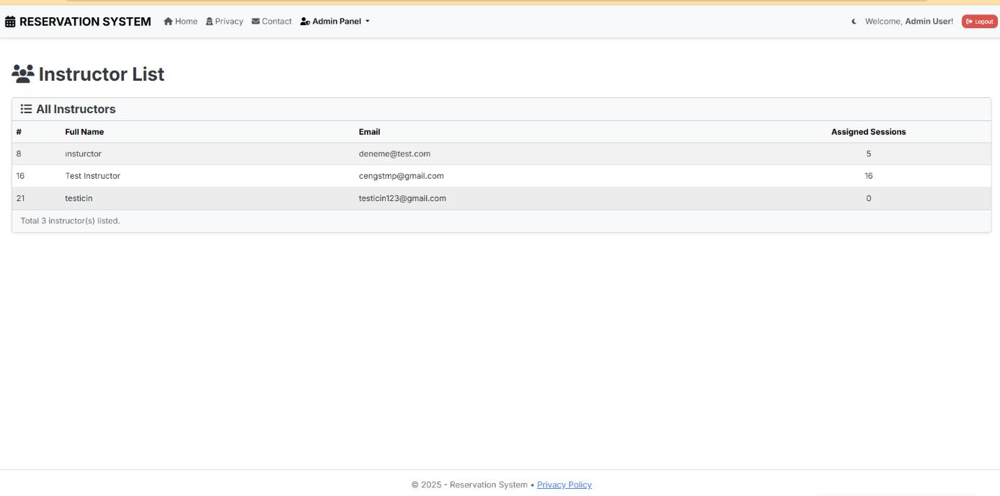 RESERVATION SYSTEM Home Privacy Contact Admin Panel Welcome, Admin User! Logout
Instructor List
All Instructors
# Full Name Email Assigned Sessions
8 ınsturctor deneme@test.com 5
16 Test Instructor cengstmp@gmail.com 16
21 testicin testicin123@gmail.com 0
Total 3 instructor(s) listed.
© 2025 - Reservation System • Privacy Policy